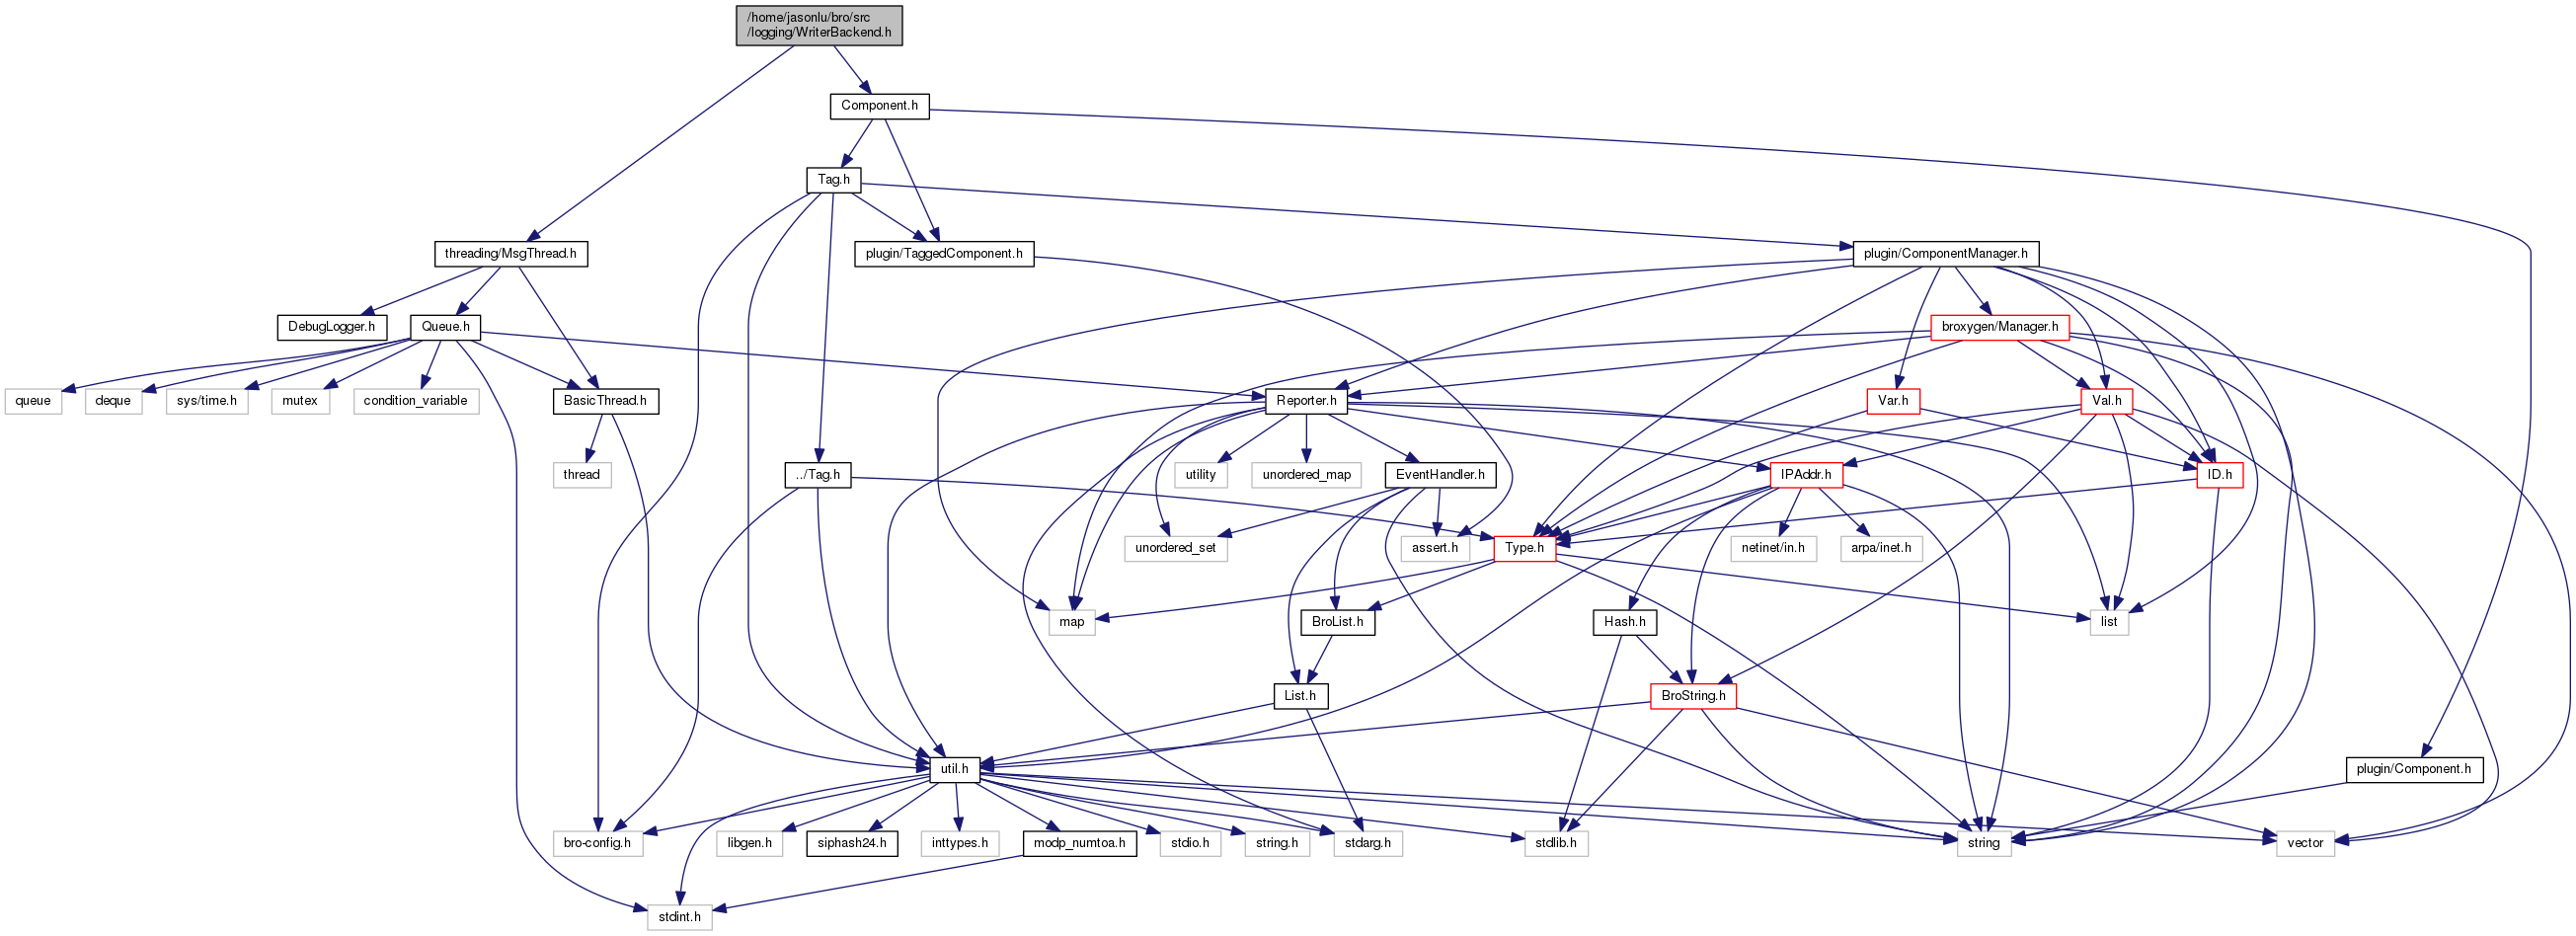 /home/jasonlu/bro/src
/logging/WriterBackend.h
Component.h
Tag.h
threading/MsgThread.h
plugin/TaggedComponent.h
plugin/ComponentManager.h
DebugLogger.h
Queue.h
broxygen/Manager.h
queue
deque
sys/time.h
mutex
condition_variable
BasicThread.h
Reporter.h
Var.h
Val.h
thread
../Tag.h
utility
unordered_map
EventHandler.h
IPAddr.h
ID.h
unordered_set
assert.h
Type.h
netinet/in.h
arpa/inet.h
map
BroList.h
Hash.h
list
List.h
BroString.h
util.h
plugin/Component.h
bro-config.h
libgen.h
siphash24.h
inttypes.h
modp_numtoa.h
stdio.h
string.h
stdarg.h
stdlib.h
string
vector
stdint.h